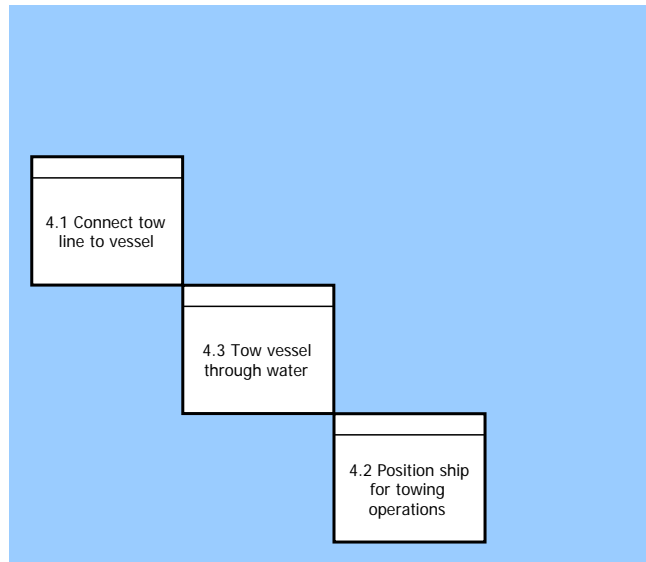 4.1 Connect tow
line to vessel
4.3 Tow vessel
through water
4.2 Position ship
for towing
operations